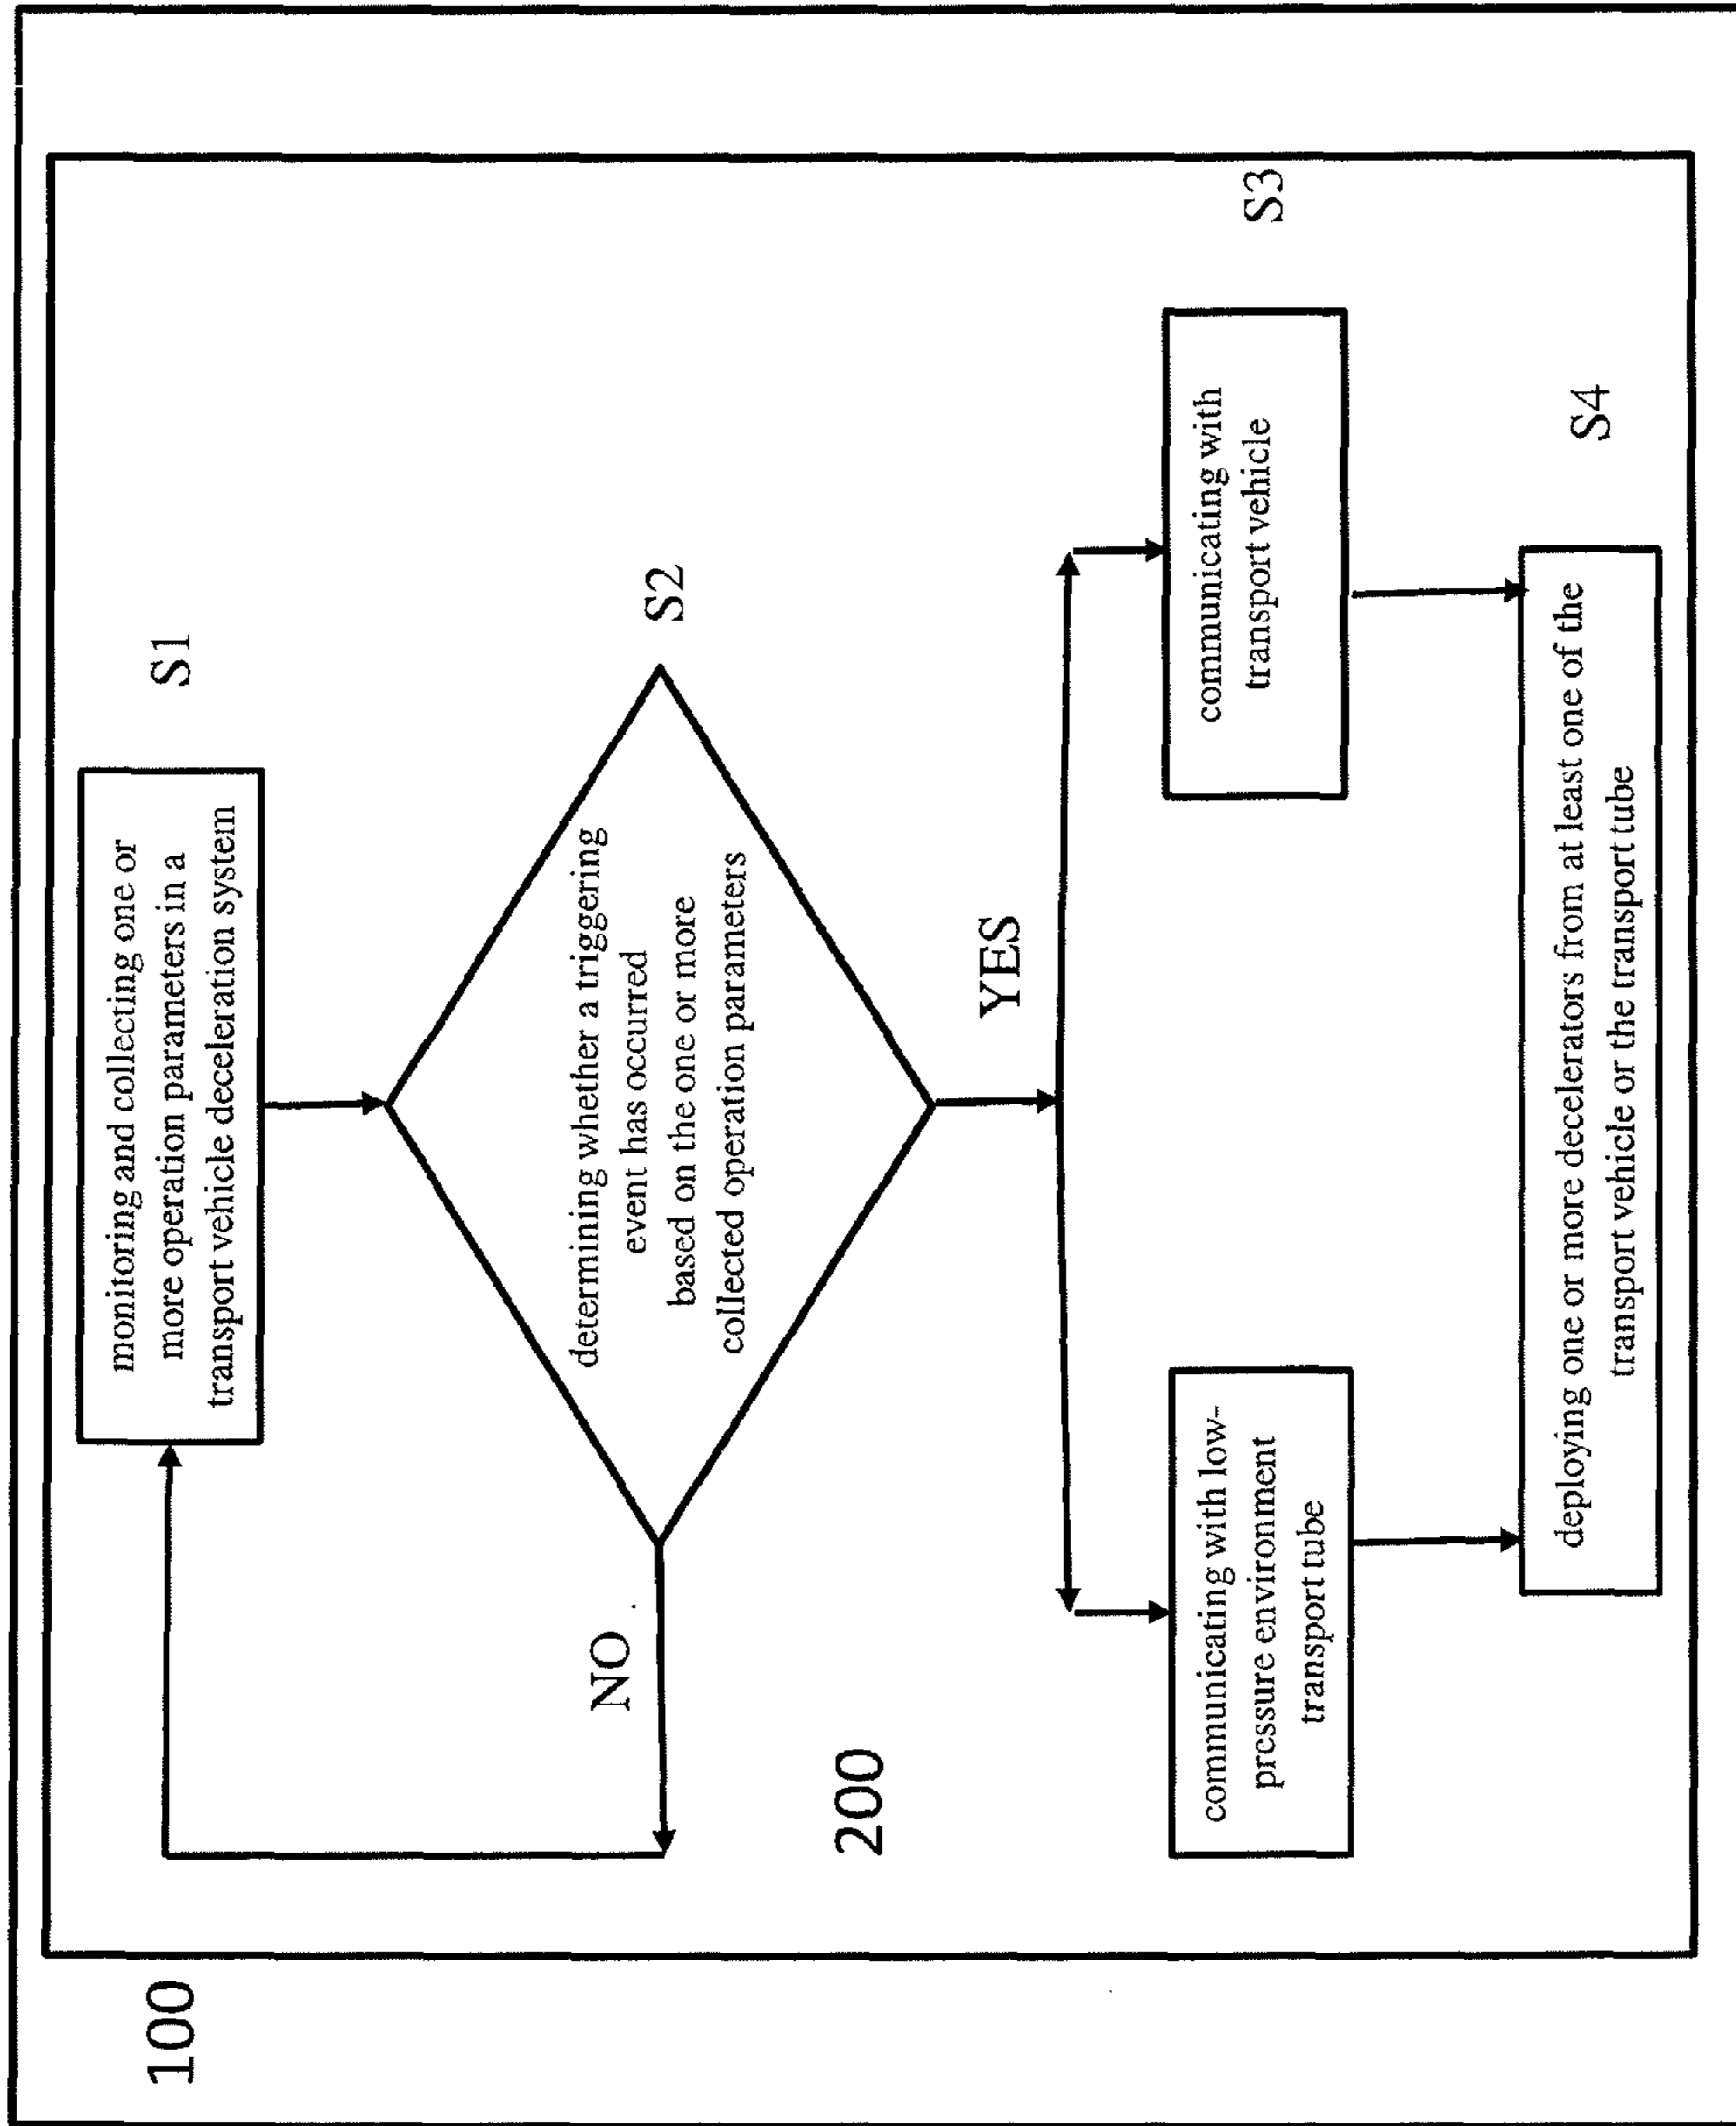 100
monitoring and collecting one or
more operation parameters in a
transport vehicle deceleration system
S1
determining whether a triggering
event has occurred
based on the one or more
collected operation parameters
S2
NO
YES
200
communicating with low-
pressure environment
transport tube
communicating with
transport vehicle
S3
deploying one or more decelerators from at least one of the
transport vehicle or the transport tube
S4